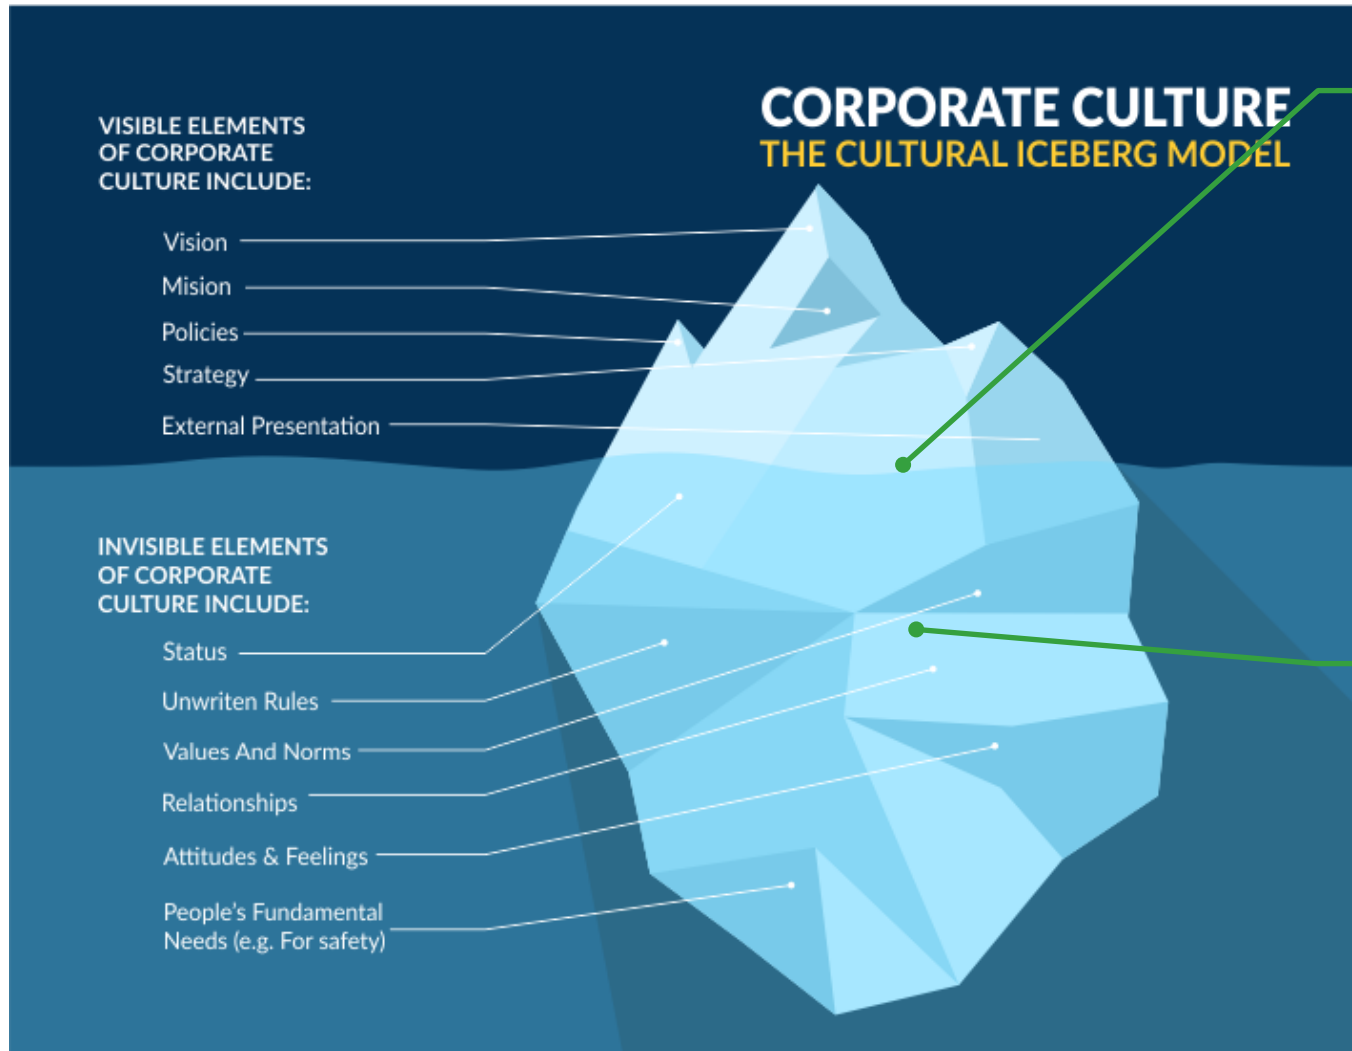 CORPORATE CULTURE
THE CULTURAL ICEBERG MODEL
VISIBLE ELEMENTS
OF CORPORATE
CULTURE INCLUDE:
Vision
Mision
Policies
Strategy
External Presentation
INVISIBLE ELEMENTS
OF CORPORATE
CULTURE INCLUDE:
Status
Unwriten Rules
Values And Norms
Relationships
Attitudes & Feelings
People's Fundamental
Needs (e.g. For safety)